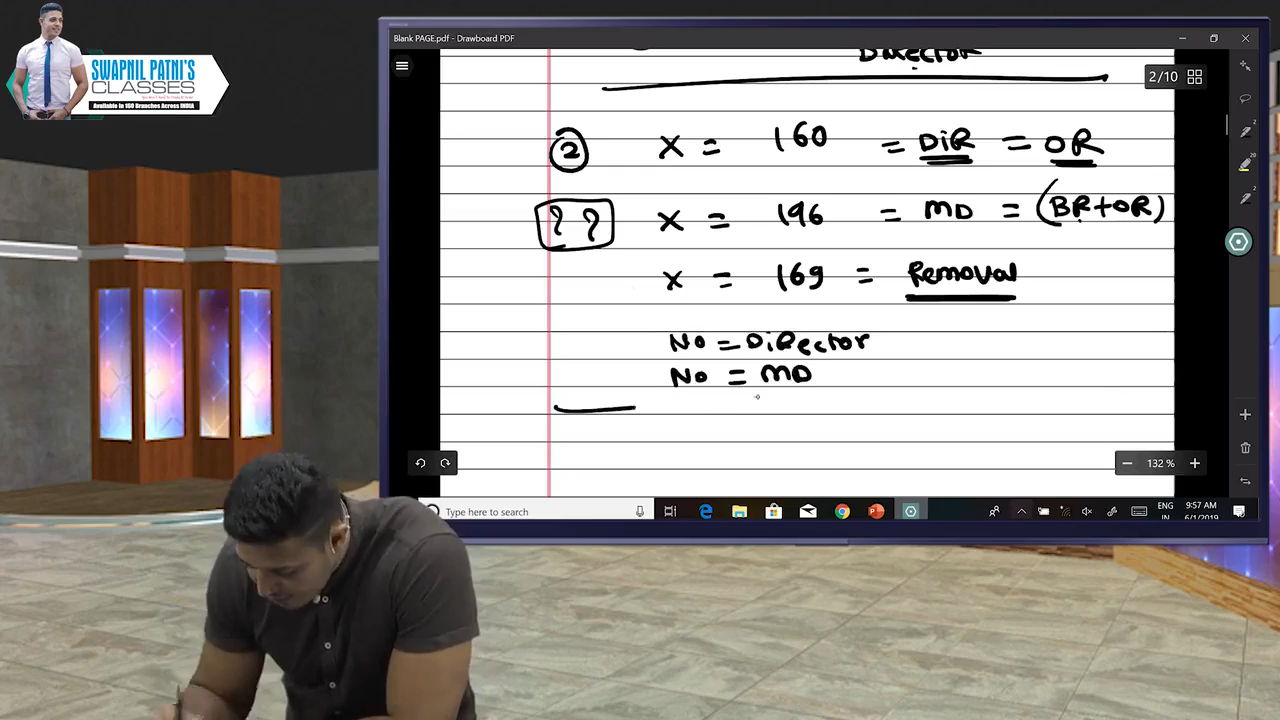 SWAPNIL PATNI'S
CLASSES
Available in 160 Branches Across INDIA
Blank PAGE.pdf - Drawboard PDF
Director
2/10
② X = 160 = DiR = OR
?? X = 196 = MD = (BR+OR)
X = 169 = Removal
No = DiRector
No = MD
132 %
Type here to search
ENG
IN
9:57 AM
6/1/2019